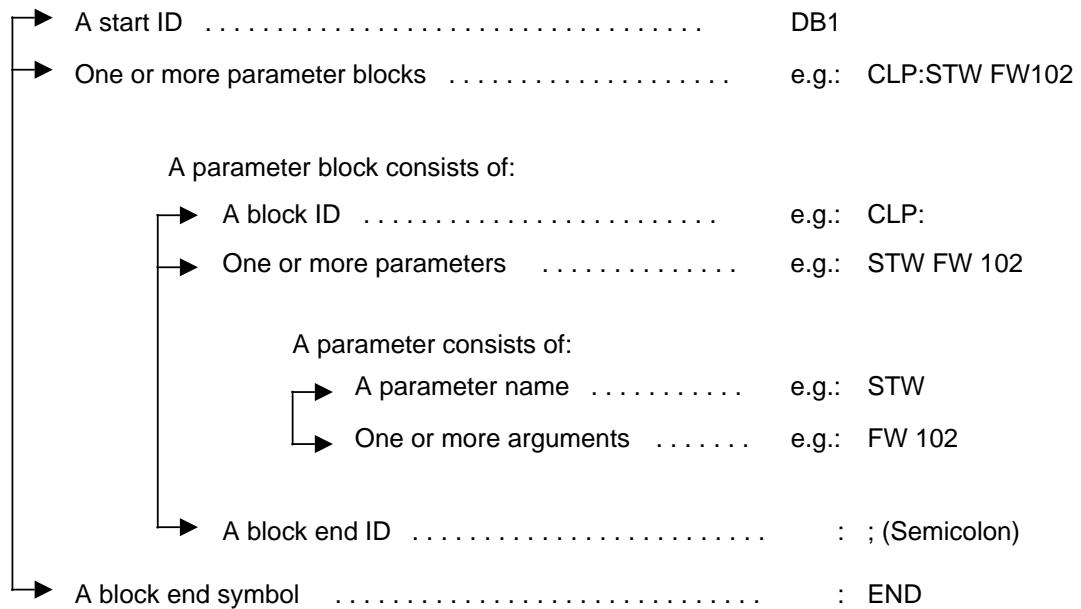 A start ID . . . . . . . . . . . . . . . . . . . . . . . . . . . . . . . . . . . DB1
One or more parameter blocks . . . . . . . . . . . . . . . . . . . . e.g.: CLP:STW FW102
A parameter block consists of:
A block ID . . . . . . . . . . . . . . . . . . . . . . . . . e.g.: CLP:
One or more parameters . . . . . . . . . . . . . . e.g.: STW FW 102
A parameter consists of:
A parameter name . . . . . . . . . . . e.g.: STW
One or more arguments . . . . . . . e.g.: FW 102
A block end ID . . . . . . . . . . . . . . . . . . . . . . . . . : ; (Semicolon)
A block end symbol . . . . . . . . . . . . . . . . . . . . . . . . . . . . . . : END